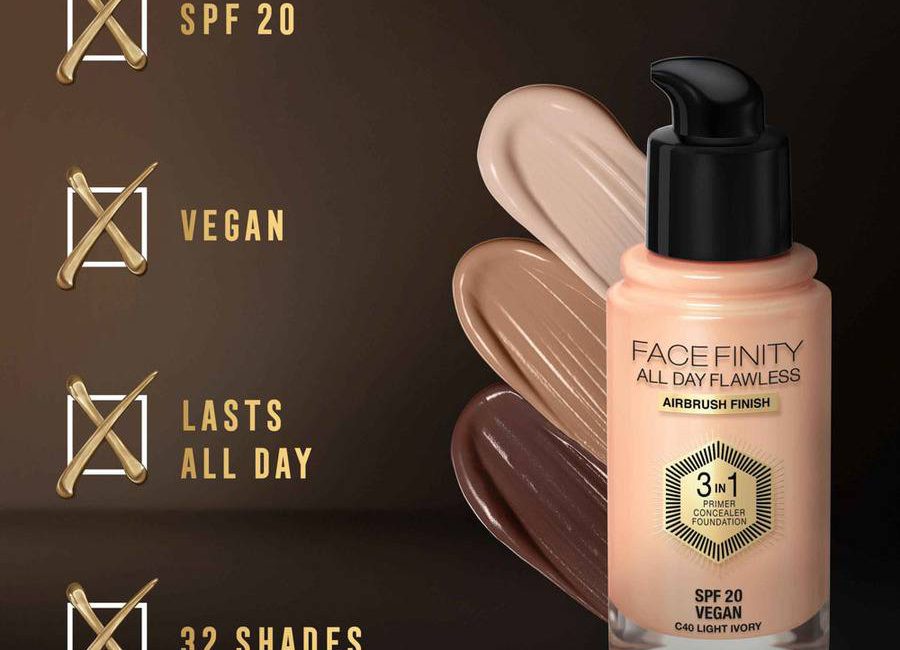 SPF 20
VEGAN
LASTS
ALL DAY
32 SHADES
FACEFINITY
ALL DAY FLAWLESS
AIRBRUSH FINISH
3 IN 1
PRIMER
CONCEALER
FOUNDATION
SPF 20
VEGAN
C40 LIGHT IVORY